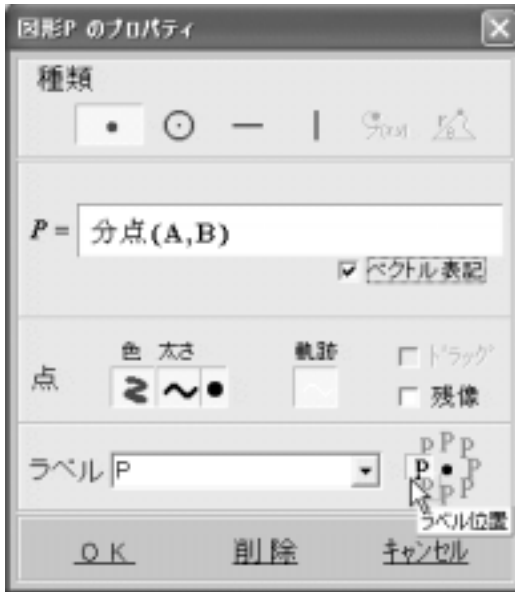 図形P のプロパティ
種類
P = 分点(A,B)
ベクトル表記
色 太さ 軌跡 ドラッグ
点 残像
ラベル P
P P P
P P
P P P
ラベル位置
OK 削除 キャンセル